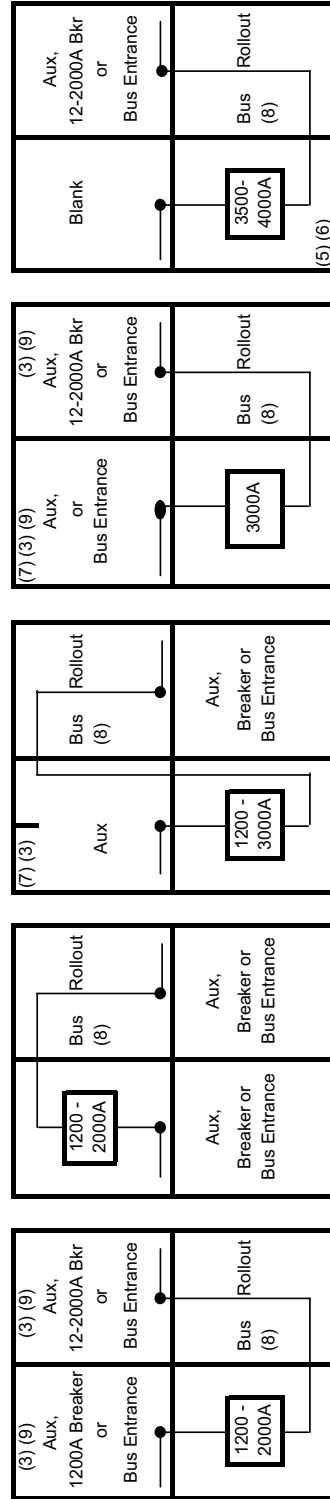 (3) (9)
Aux,
1200A Breaker
or
Bus Entrance
(3) (9)
Aux,
12-2000A Bkr
or
Bus Entrance
1200 -
2000A
Bus Rollout
(8)
1200 -
2000A
Bus Rollout
(8)
Aux,
Breaker or
Bus Entrance
Aux,
Breaker or
Bus Entrance
(7) (3)
Aux
Bus Rollout
(8)
1200 -
3000A
Aux,
Breaker or
Bus Entrance
(7) (3) (9)
Aux,
or
Bus Entrance
(3) (9)
Aux,
12-2000A Bkr
or
Bus Entrance
3000A
Bus Rollout
(8)
Blank
Aux,
12-2000A Bkr
or
Bus Entrance
3500-
4000A
Bus Rollout
(8)
(5) (6)